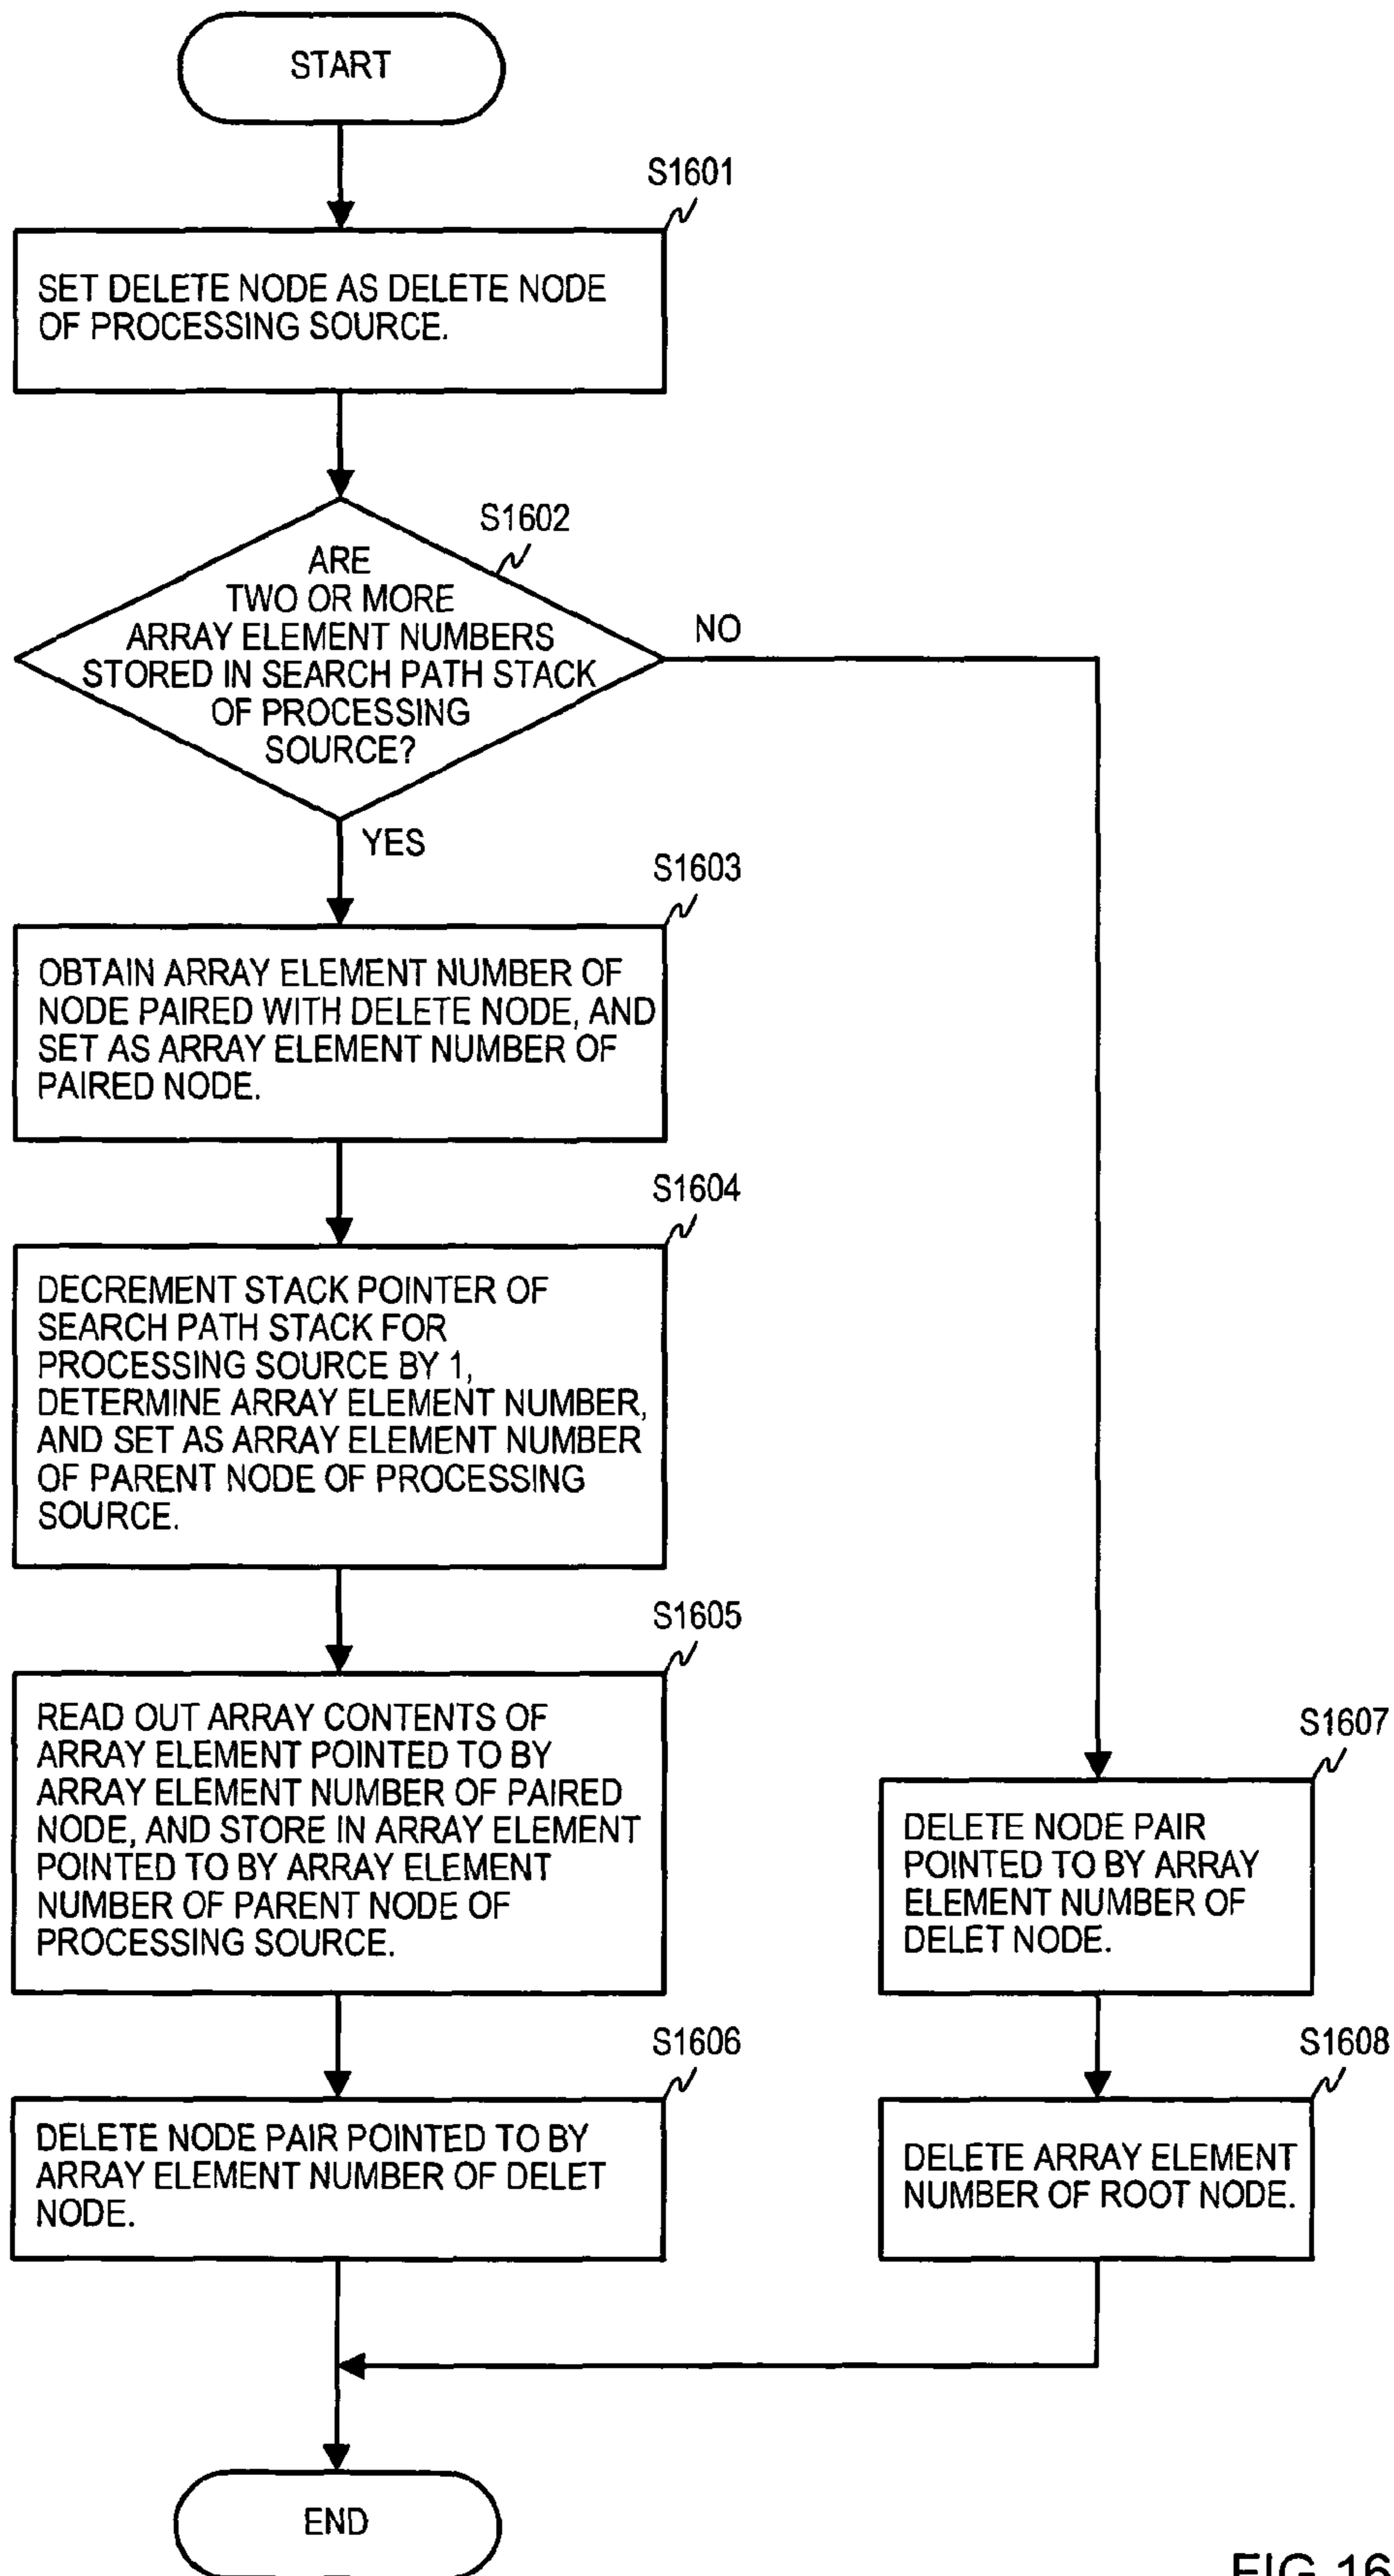 START
S1601
SET DELETE NODE AS DELETE NODE
OF PROCESSING SOURCE.
S1602
ARE
TWO OR MORE
ARRAY ELEMENT NUMBERS
STORED IN SEARCH PATH STACK
OF PROCESSING
SOURCE?
NO
YES
S1603
OBTAIN ARRAY ELEMENT NUMBER OF
NODE PAIRED WITH DELETE NODE, AND
SET AS ARRAY ELEMENT NUMBER OF
PAIRED NODE.
S1604
DECREMENT STACK POINTER OF
SEARCH PATH STACK FOR
PROCESSING SOURCE BY 1,
DETERMINE ARRAY ELEMENT NUMBER,
AND SET AS ARRAY ELEMENT NUMBER
OF PARENT NODE OF PROCESSING
SOURCE.
S1605
READ OUT ARRAY CONTENTS OF
ARRAY ELEMENT POINTED TO BY
ARRAY ELEMENT NUMBER OF PAIRED
NODE, AND STORE IN ARRAY ELEMENT
POINTED TO BY ARRAY ELEMENT
NUMBER OF PARENT NODE OF
PROCESSING SOURCE.
S1607
DELETE NODE PAIR
POINTED TO BY ARRAY
ELEMENT NUMBER OF
DELET NODE.
S1606
DELETE NODE PAIR POINTED TO BY
ARRAY ELEMENT NUMBER OF DELET
NODE.
S1608
DELETE ARRAY ELEMENT
NUMBER OF ROOT NODE.
END
FIG.16